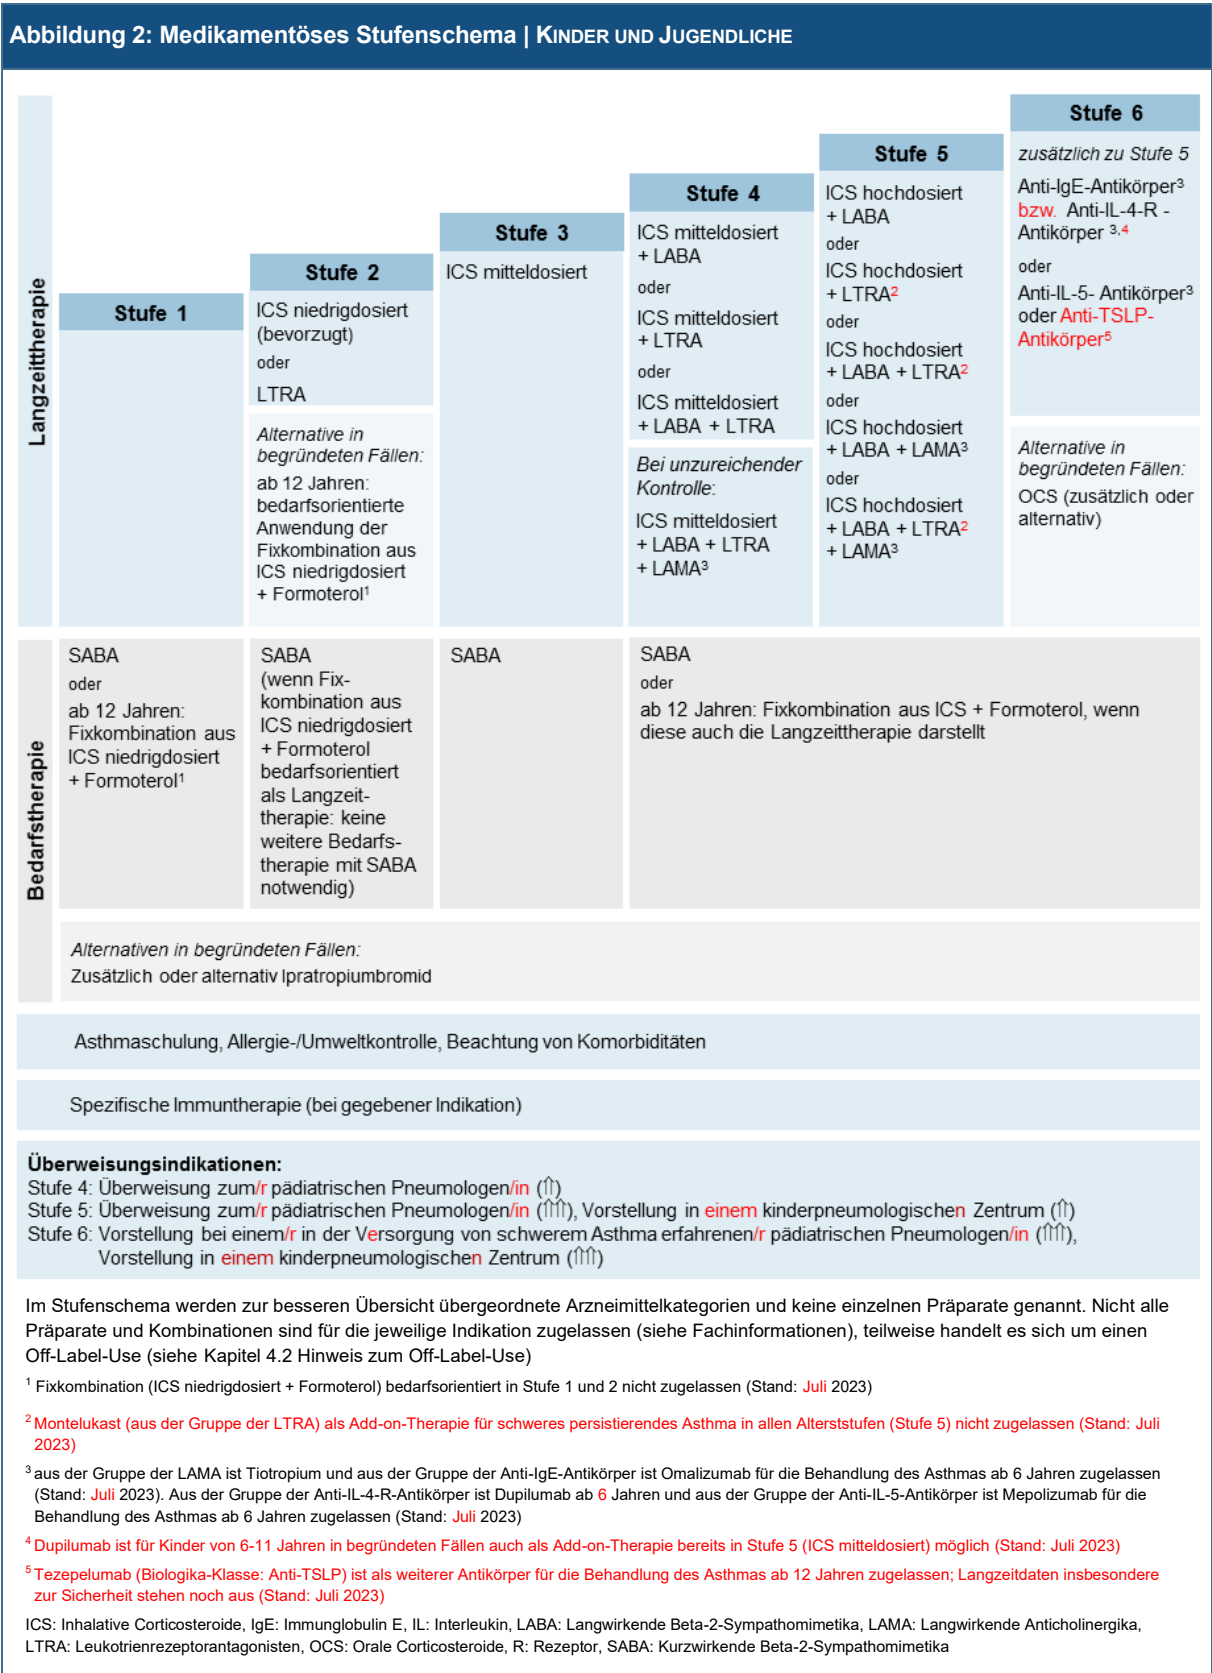 Abbildung 2: Medikamentöses Stufenschema | KINDER UND JUGENDLICHE
Langzeittherapie
Stufe 1
Stufe 2
ICS niedrigdosiert
(bevorzugt)
oder
LTRA
Alternative in
begründeten Fällen:
ab 12 Jahren:
bedarfsorientierte
Anwendung der
Fixkombination aus
ICS niedrigdosiert
+ Formoterol¹
Stufe 3
ICS mitteldosiert
Stufe 4
ICS mitteldosiert
+ LABA
oder
ICS mitteldosiert
+ LTRA
oder
ICS mitteldosiert
+ LABA + LTRA
Bei unzureichender
Kontrolle:
ICS mitteldosiert
+ LABA + LTRA
+ LAMA³
Stufe 5
ICS hochdosiert
+ LABA
oder
ICS hochdosiert
+ LTRA²
oder
ICS hochdosiert
+ LABA + LTRA²
oder
ICS hochdosiert
+ LABA + LAMA³
oder
ICS hochdosiert
+ LABA + LTRA²
+ LAMA³
Stufe 6
zusätzlich zu Stufe 5
Anti-IgE-Antikörper³
bzw. Anti-IL-4-R -
Antikörper ³,⁴
oder
Anti-IL-5- Antikörper³
oder Anti-TSLP-
Antikörper⁵
Alternative in
begründeten Fällen:
OCS (zusätzlich oder
alternativ)
Bedarfstherapie
SABA
oder
ab 12 Jahren:
Fixkombination aus
ICS niedrigdosiert
+ Formoterol¹
SABA
(wenn Fix-
kombination aus
ICS niedrigdosiert
+ Formoterol
bedarfsorientiert
als Langzeit-
therapie: keine
weitere Bedarfs-
therapie mit SABA
notwendig)
SABA
SABA
oder
ab 12 Jahren: Fixkombination aus ICS + Formoterol, wenn
diese auch die Langzeittherapie darstellt
Alternativen in begründeten Fällen:
Zusätzlich oder alternativ Ipratropiumbromid
Asthmaschulung, Allergie-/Umweltkontrolle, Beachtung von Komorbiditäten
Spezifische Immuntherapie (bei gegebener Indikation)
Überweisungsindikationen:
Stufe 4: Überweisung zum/r pädiatrischen Pneumologen/in (⇑)
Stufe 5: Überweisung zum/r pädiatrischen Pneumologen/in (⇑⇑), Vorstellung in einem kinderpneumologischen Zentrum (⇑)
Stufe 6: Vorstellung bei einem/r in der Versorgung von schwerem Asthma erfahrenen/r pädiatrischen Pneumologen/in (⇑⇑),
Vorstellung in einem kinderpneumologischen Zentrum (⇑⇑)
Im Stufenschema werden zur besseren Übersicht übergeordnete Arzneimittelkategorien und keine einzelnen Präparate genannt. Nicht alle
Präparate und Kombinationen sind für die jeweilige Indikation zugelassen (siehe Fachinformationen), teilweise handelt es sich um einen
Off-Label-Use (siehe Kapitel 4.2 Hinweis zum Off-Label-Use)
¹ Fixkombination (ICS niedrigdosiert + Formoterol) bedarfsorientiert in Stufe 1 und 2 nicht zugelassen (Stand: Juli 2023)
² Montelukast (aus der Gruppe der LTRA) als Add-on-Therapie für schweres persistierendes Asthma in allen Alterststufen (Stufe 5) nicht zugelassen (Stand: Juli
2023)
³ aus der Gruppe der LAMA ist Tiotropium und aus der Gruppe der Anti-IgE-Antikörper ist Omalizumab für die Behandlung des Asthmas ab 6 Jahren zugelassen
(Stand: Juli 2023). Aus der Gruppe der Anti-IL-4-R-Antikörper ist Dupilumab ab 6 Jahren und aus der Gruppe der Anti-IL-5-Antikörper ist Mepolizumab für die
Behandlung des Asthmas ab 6 Jahren zugelassen (Stand: Juli 2023)
⁴ Dupilumab ist für Kinder von 6-11 Jahren in begründeten Fällen auch als Add-on-Therapie bereits in Stufe 5 (ICS mitteldosiert) möglich (Stand: Juli 2023)
⁵ Tezepelumab (Biologika-Klasse: Anti-TSLP) ist als weiterer Antikörper für die Behandlung des Asthmas ab 12 Jahren zugelassen; Langzeitdaten insbesondere
zur Sicherheit stehen noch aus (Stand: Juli 2023)
ICS: Inhalative Corticosteroide, IgE: Immunglobulin E, IL: Interleukin, LABA: Langwirkende Beta-2-Sympathomimetika, LAMA: Langwirkende Anticholinergika,
LTRA: Leukotrienrezeptorantagonisten, OCS: Orale Corticosteroide, R: Rezeptor, SABA: Kurzwirkende Beta-2-Sympathomimetika